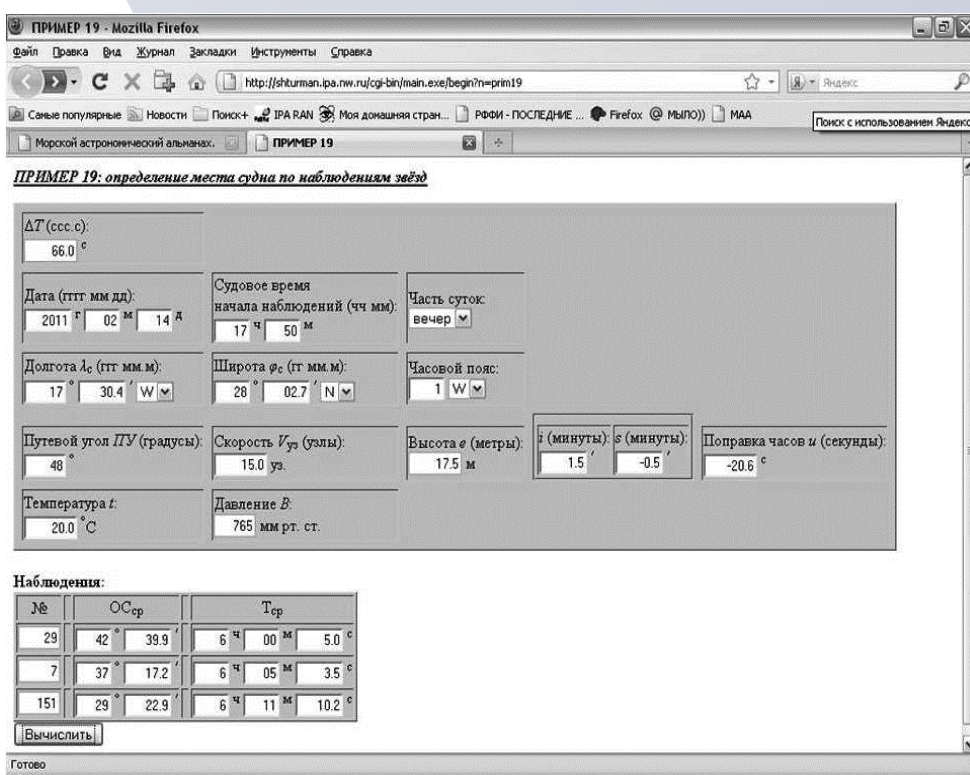 ПРИМЕР 19 - Mozilla Firefox
Файл Правка Вид Журнал Закладки Инструменты Справка
http://shturman.ipa.nw.ru/cgi-bin/main.exe/begin?n=prim19 Яндекс
Самые популярные Новости Поиск+ IPA RAN Моя домашняя стран... РФФИ - ПОСЛЕДНИЕ ... Firefox МЫЛО)) МАА
Поиск с использованием Яндекс
Морской астрономический альманах. ПРИМЕР 19
ПРИМЕР 19: определение места судна по наблюдениям звёзд
ΔT (ссс.с):
66.0 с
Дата (гггг мм дд): Судовое время начала наблюдений (чч мм): Часть суток:
2011 г 02 м 14 д 17 ч 50 м вечер
Долгота λс (ггг мм.м): Широта φс (гг мм.м): Часовой пояс:
17 ° 30.4 ′ W 28 ° 02.7 ′ N 1 W
Путевой угол ПУ (градусы): Скорость Vуз (узлы): Высота e (метры): i (минуты): s (минуты): Поправка часов u (секунды):
48 ° 15.0 уз. 17.5 м 1.5 ′ -0.5 ′ -20.6 с
Температура t: Давление B:
20.0 °C 765 мм рт. ст.
Наблюдения:
№ ОСср Тср
29 42 ° 39.9 ′ 6 ч 00 м 5.0 с
7 37 ° 17.2 ′ 6 ч 05 м 3.5 с
151 29 ° 22.9 ′ 6 ч 11 м 10.2 с
Вычислить
Готово